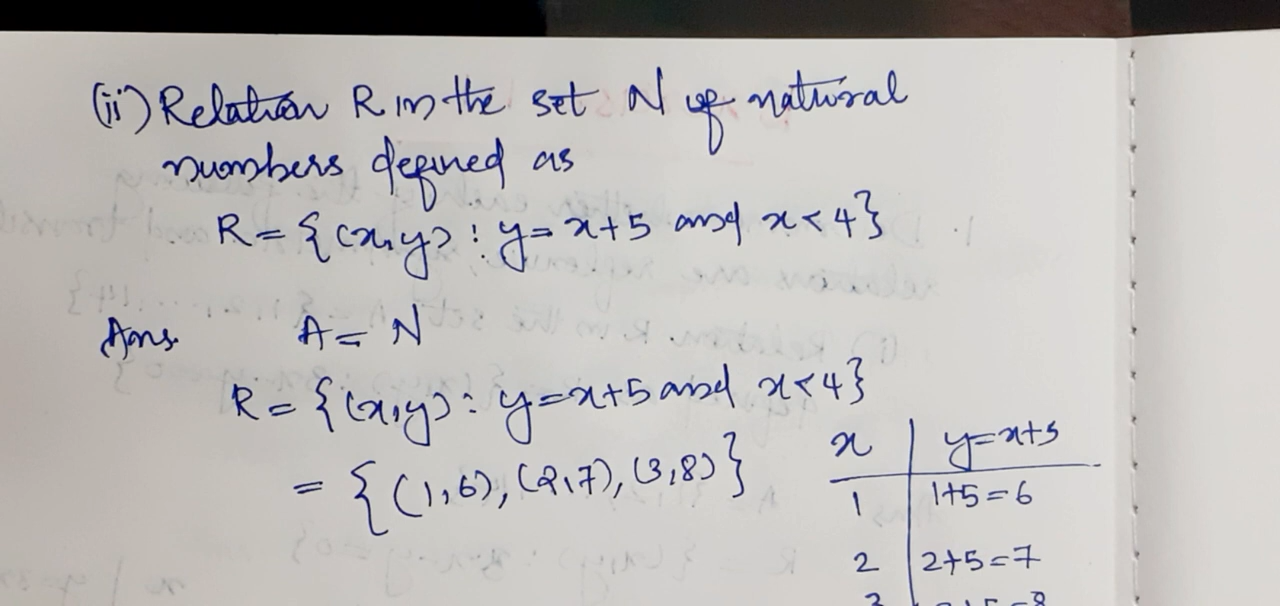 (ii) Relation R in the set N of natural
numbers defined as
R = { (x,y) : y = x+5 and x < 4}
Ans. A = N
R = { (x,y) : y = x+5 and x < 4}
= { (1,6), (2,7), (3,8) }
x | y = x+5
1 | 1+5 = 6
2 | 2+5 = 7